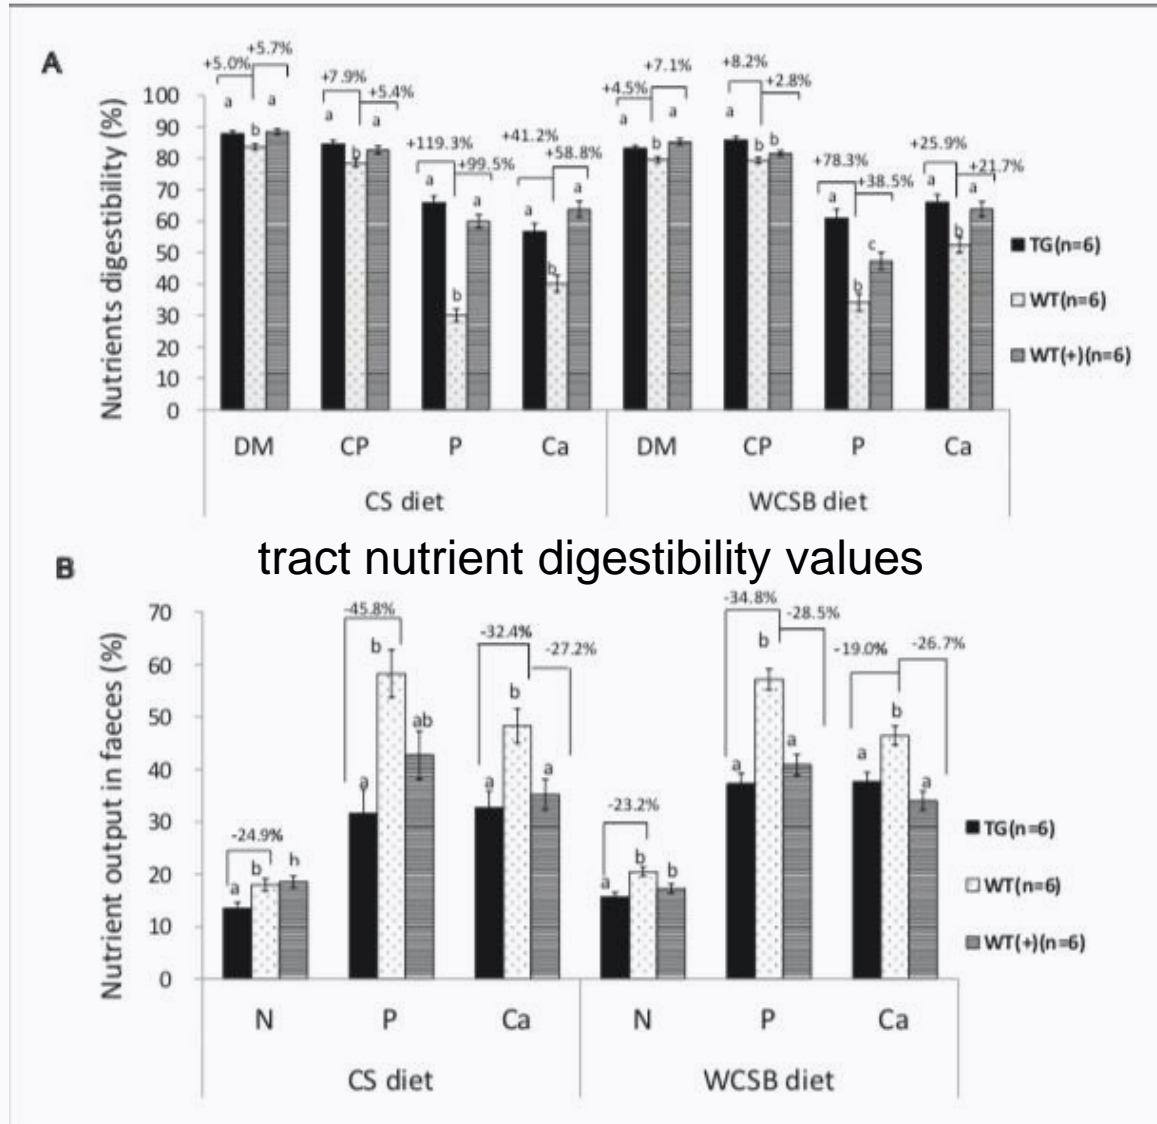 A
+5.0% +5.7% +7.9% +5.4% +119.3% +99.5% +41.2% +58.8% +4.5% +7.1% +8.2% +2.8% +78.3% +38.5% +25.9% +21.7%
Nutrients digestibility (%)
100
90
80
70
60
50
40
30
20
10
0
a b a a b a a b a a b a a b a a b b a b c a b a
TG(n=6)
WT(n=6)
WT(+)(n=6)
DM CP P Ca DM CP P Ca
CS diet WCSB diet
tract nutrient digestibility values
B
-24.9% -45.8% -32.4% -27.2% -23.2% -34.8% -28.5% -19.0% -26.7%
Nutrient output in faeces (%)
70
60
50
40
30
20
10
0
a b b a b ab a b a a b b a b a a b a
TG(n=6)
WT(n=6)
WT(+)(n=6)
N P Ca N P Ca
CS diet WCSB diet